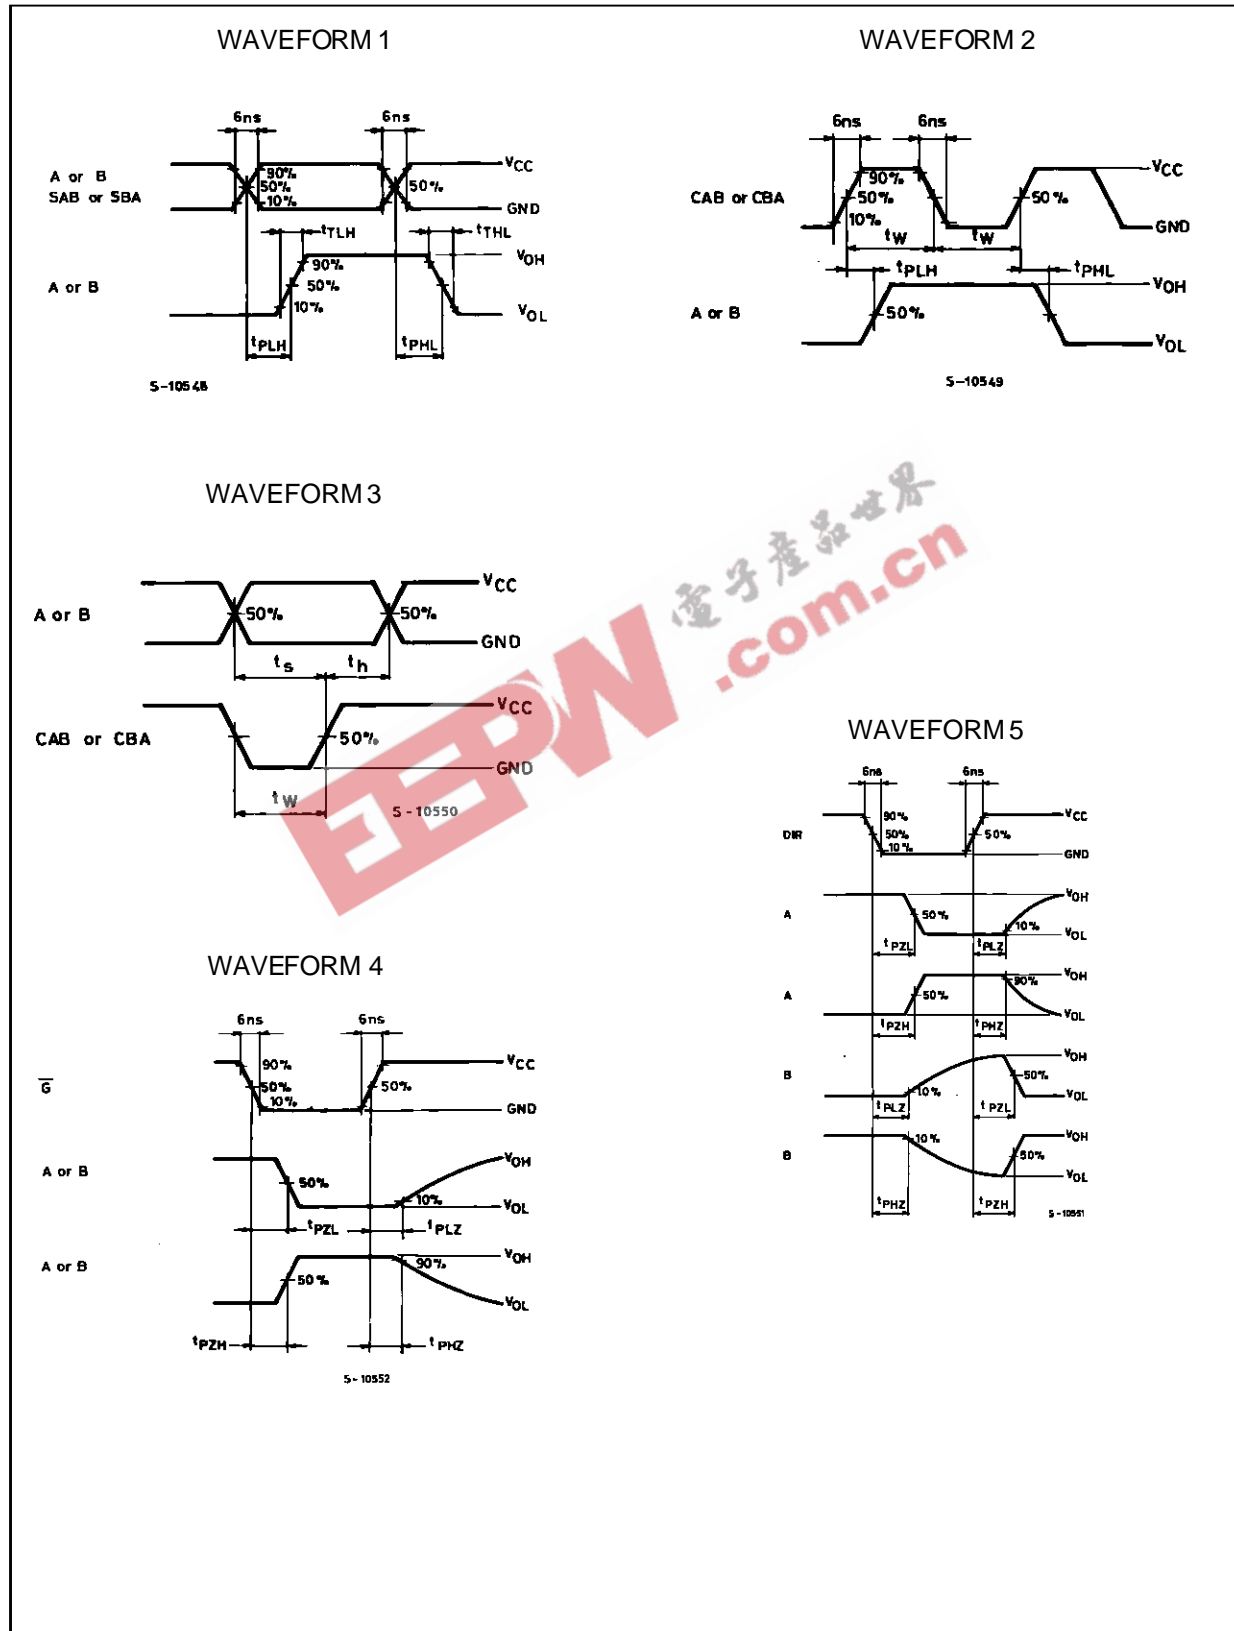 WAVEFORM 1
6ns 6ns
A or B
SAB or SBA
90%
50%
10%
50%
VCC
GND
tTLH tTHL
A or B
90%
50%
10%
VOH
VOL
tPLH tPHL
S-10548
WAVEFORM 2
6ns 6ns
CAB or CBA
90%
50%
10%
50%
VCC
GND
tW tW
tPLH tPHL
A or B
50%
VOH
VOL
S-10549
WAVEFORM 3
A or B
50% 50%
VCC
GND
ts th
CAB or CBA
50%
VCC
GND
tW
S-10550
電子產品世界
EEPW
.com.cn
WAVEFORM 4
6ns 6ns
G̅
90%
50%
10%
50%
VCC
GND
A or B
50%
10%
VOH
VOL
tPZL tPLZ
A or B
50%
90%
VOH
VOL
tPZH tPHZ
S-10552
WAVEFORM 5
6ns 6ns
DIR
90%
50%
10%
50%
VCC
GND
A
50%
10%
VOH
VOL
tPZL tPLZ
A
50%
90%
VOH
VOL
tPZH tPHZ
B
10%
50%
VOH
VOL
tPLZ tPZL
B
10%
50%
VOH
VOL
tPHZ tPZH
S-10551